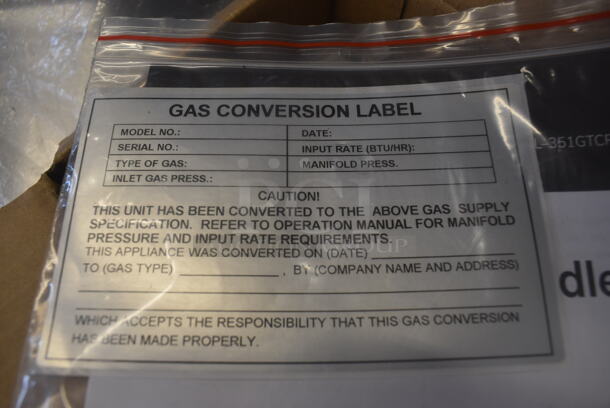 GAS CONVERSION LABEL
MODEL NO.: DATE:
SERIAL NO.: INPUT RATE (BTU/HR):
TYPE OF GAS: MANIFOLD PRESS.
INLET GAS PRESS.:
CAUTION!
THIS UNIT HAS BEEN CONVERTED TO THE ABOVE GAS SUPPLY
SPECIFICATION. REFER TO OPERATION MANUAL FOR MANIFOLD
PRESSURE AND INPUT RATE REQUIREMENTS.
THIS APPLIANCE WAS CONVERTED ON (DATE)
TO (GAS TYPE) , BY (COMPANY NAME AND ADDRESS)
WHICH ACCEPTS THE RESPONSIBILITY THAT THIS GAS CONVERSION
HAS BEEN MADE PROPERLY.
L-351GTCP
dle